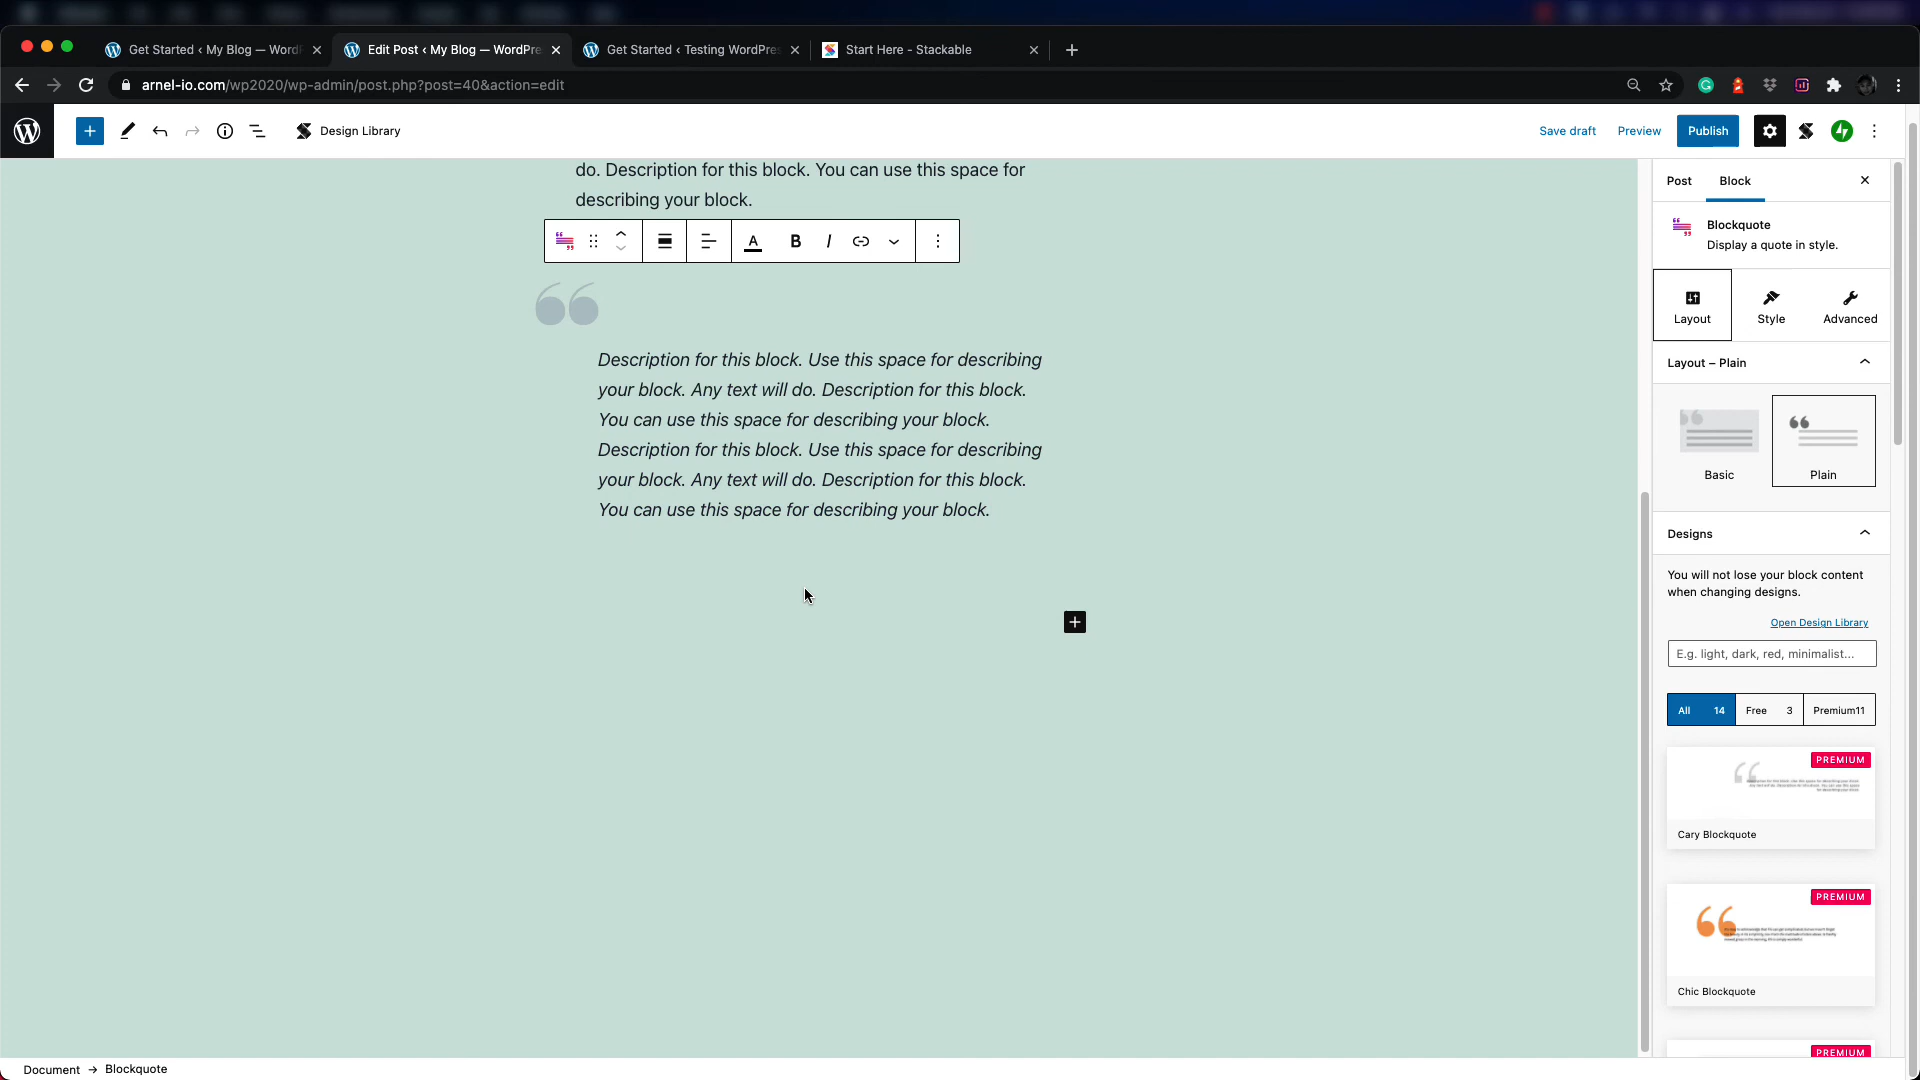 Get Started ‹ My Blog — Word
Edit Post ‹ My Blog — WordPre
Get Started ‹ Testing WordPre
Start Here - Stackable
arnel-io.com/wp2020/wp-admin/post.php?post=40&action=edit
Design Library
Save draft
Preview
Publish
do. Description for this block. You can use this space for
describing your block.
Description for this block. Use this space for describing
your block. Any text will do. Description for this block.
You can use this space for describing your block.
Description for this block. Use this space for describing
your block. Any text will do. Description for this block.
You can use this space for describing your block.
Post
Block
Blockquote
Display a quote in style.
Layout
Style
Advanced
Layout – Plain
Basic
Plain
Designs
You will not lose your block content
when changing designs.
Open Design Library
E.g. light, dark, red, minimalist...
All 14
Free 3
Premium11
PREMIUM
Cary Blockquote
PREMIUM
Chic Blockquote
PREMIUM
Document → Blockquote